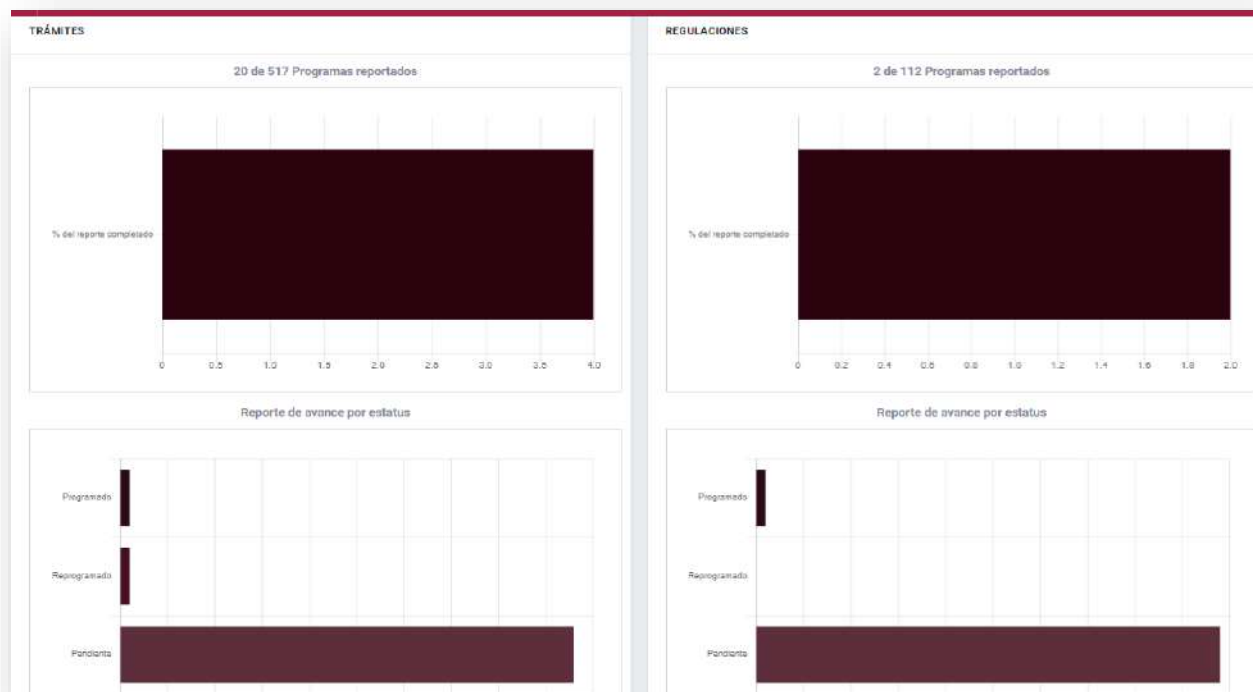 TRÁMITES
20 de 517 Programas reportados
% del reporte completado
0 0.5 1.0 1.5 2.0 2.5 3.0 3.5 4.0
Reporte de avance por estatus
Programado
Reprogramado
Pendiente
REGULACIONES
2 de 112 Programas reportados
% del reporte completado
0 0.2 0.4 0.6 0.8 1.0 1.2 1.4 1.6 1.8 2.0
Reporte de avance por estatus
Programado
Reprogramado
Pendiente